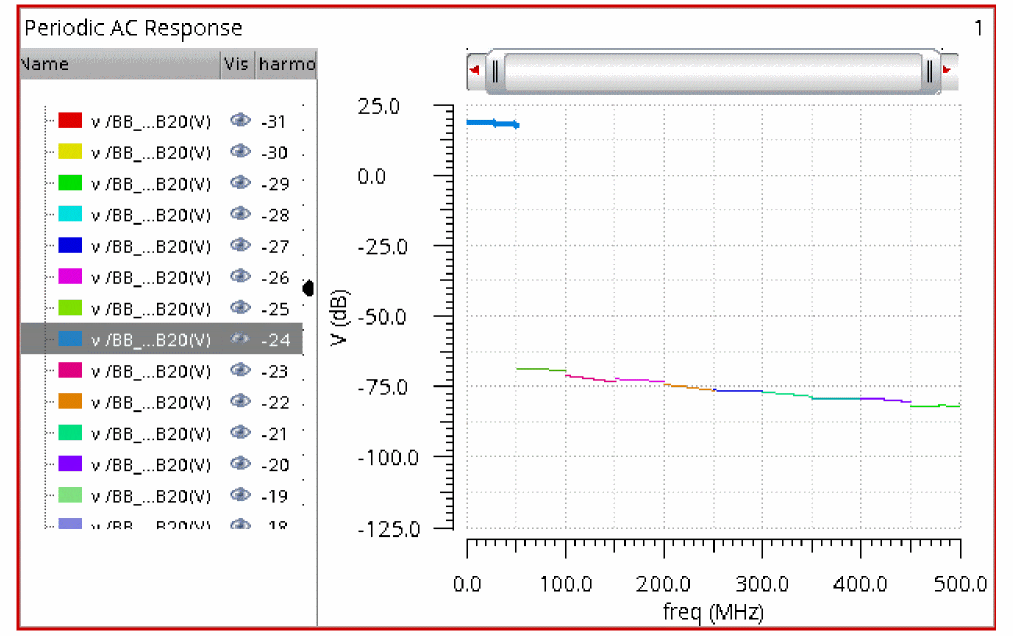 Periodic AC Response 1
Name Vis harmo
v /BB_...B20(V) -31
v /BB_...B20(V) -30
v /BB_...B20(V) -29
v /BB_...B20(V) -28
v /BB_...B20(V) -27
v /BB_...B20(V) -26
v /BB_...B20(V) -25
v /BB_...B20(V) -24
v /BB_...B20(V) -23
v /BB_...B20(V) -22
v /BB_...B20(V) -21
v /BB_...B20(V) -20
v /BB_...B20(V) -19
v /BB_...B20(V) -18
V (dB)
25.0
0.0
-25.0
-50.0
-75.0
-100.0
-125.0
0.0 100.0 200.0 300.0 400.0 500.0
freq (MHz)